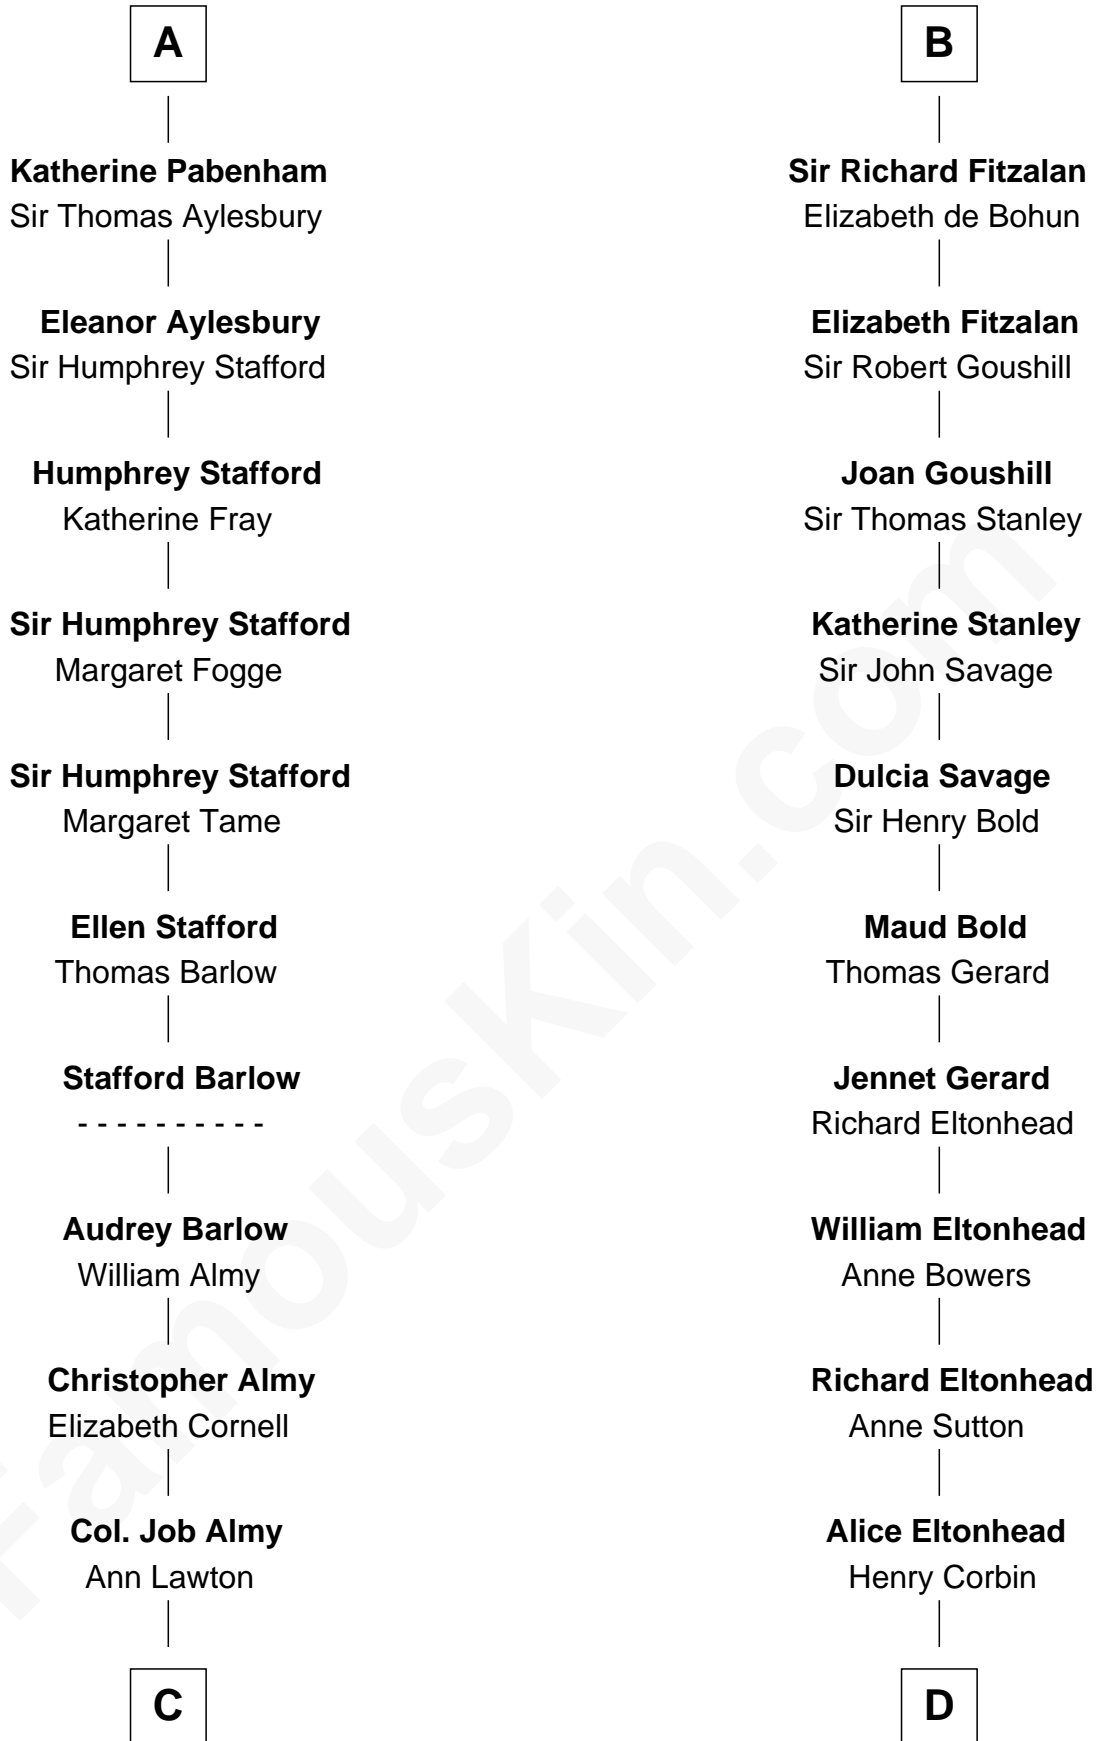 A
Katherine Pabenham
Sir Thomas Aylesbury
Eleanor Aylesbury
Sir Humphrey Stafford
Humphrey Stafford
Katherine Fray
Sir Humphrey Stafford
Margaret Fogge
Sir Humphrey Stafford
Margaret Tame
Ellen Stafford
Thomas Barlow
Stafford Barlow
- - - - - - - - - -
Audrey Barlow
William Almy
Christopher Almy
Elizabeth Cornell
Col. Job Almy
Ann Lawton
C
B
Sir Richard Fitzalan
Elizabeth de Bohun
Elizabeth Fitzalan
Sir Robert Goushill
Joan Goushill
Sir Thomas Stanley
Katherine Stanley
Sir John Savage
Dulcia Savage
Sir Henry Bold
Maud Bold
Thomas Gerard
Jennet Gerard
Richard Eltonhead
William Eltonhead
Anne Bowers
Richard Eltonhead
Anne Sutton
Alice Eltonhead
Henry Corbin
D
FamousKin.com